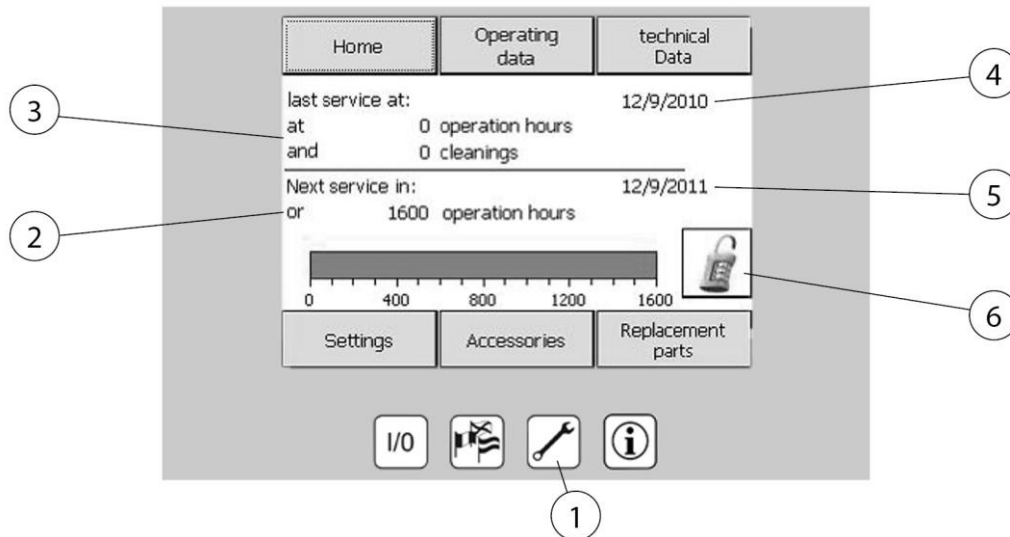 Home
Operating
data
technical
Data
last service at:
12/9/2010
at 0 operation hours
and 0 cleanings
Next service in:
12/9/2011
or 1600 operation hours
0 400 800 1200 1600
Settings
Accessories
Replacement
parts
I/0
i
3
2
4
5
6
1